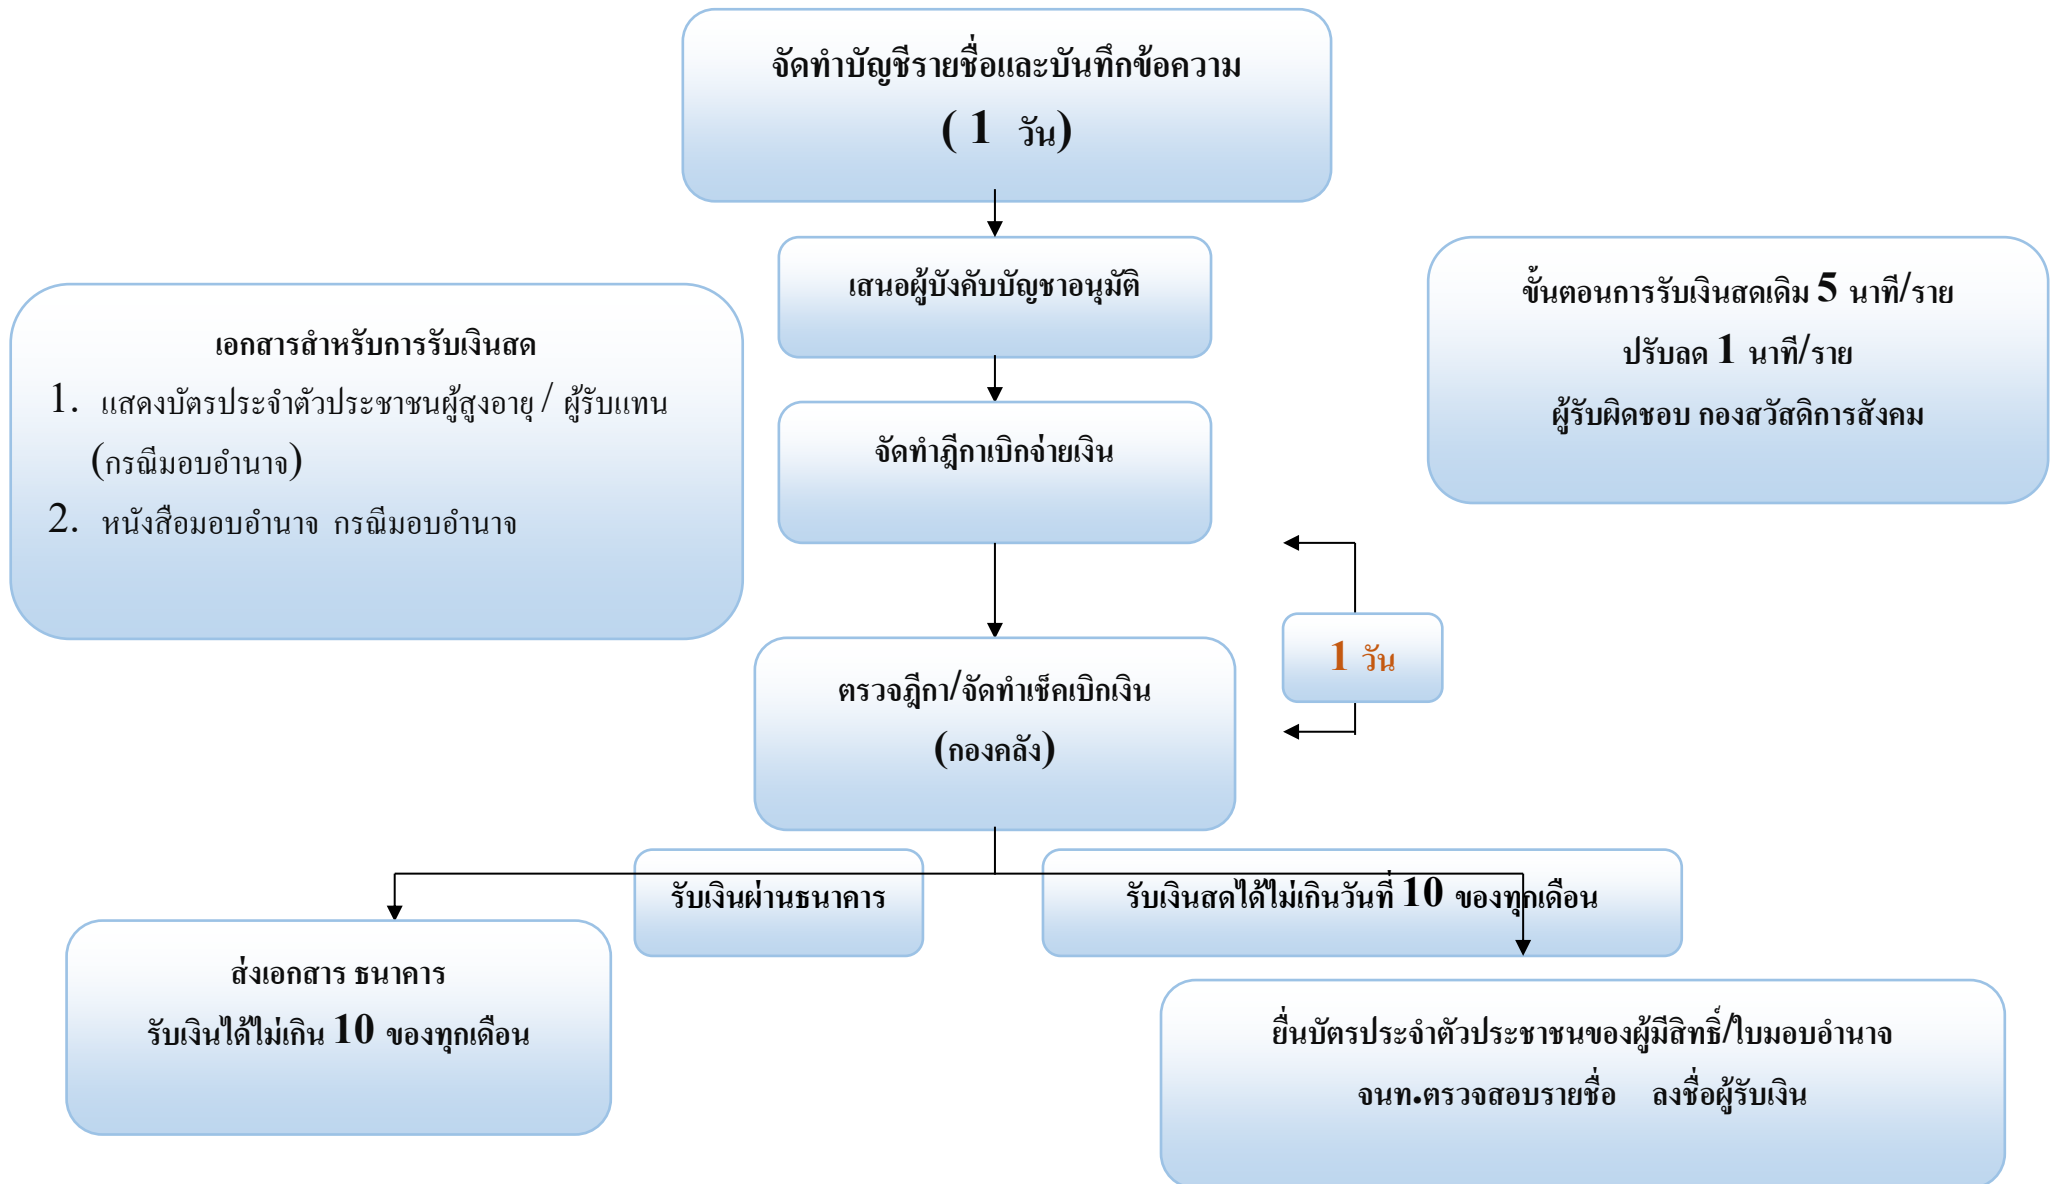 จัดทำบัญชีรายชื่อและบันทึกข้อความ
( 1 วัน)
เสนอผู้บังคับบัญชาอนุมัติ
ขั้นตอนการรับเงินสดเดิม 5 นาที/ราย
ปรับลด 1 นาที/ราย
ผู้รับผิดชอบ กองสวัสดิการสังคม
เอกสารสำหรับการรับเงินสด
1. แสดงบัตรประจำตัวประชาชนผู้สูงอายุ / ผู้รับแทน
(กรณีมอบอำนาจ)
2. หนังสือมอบอำนาจ กรณีมอบอำนาจ
จัดทำฎีกาเบิกจ่ายเงิน
1 วัน
ตรวจฎีกา/จัดทำเช็คเบิกเงิน
(กองคลัง)
รับเงินผ่านธนาคาร
รับเงินสดได้ไม่เกินวันที่ 10 ของทุกเดือน
ส่งเอกสาร ธนาคาร
รับเงินได้ไม่เกิน 10 ของทุกเดือน
ยื่นบัตรประจำตัวประชาชนของผู้มีสิทธิ์/ใบมอบอำนาจ
จนท.ตรวจสอบรายชื่อ ลงชื่อผู้รับเงิน